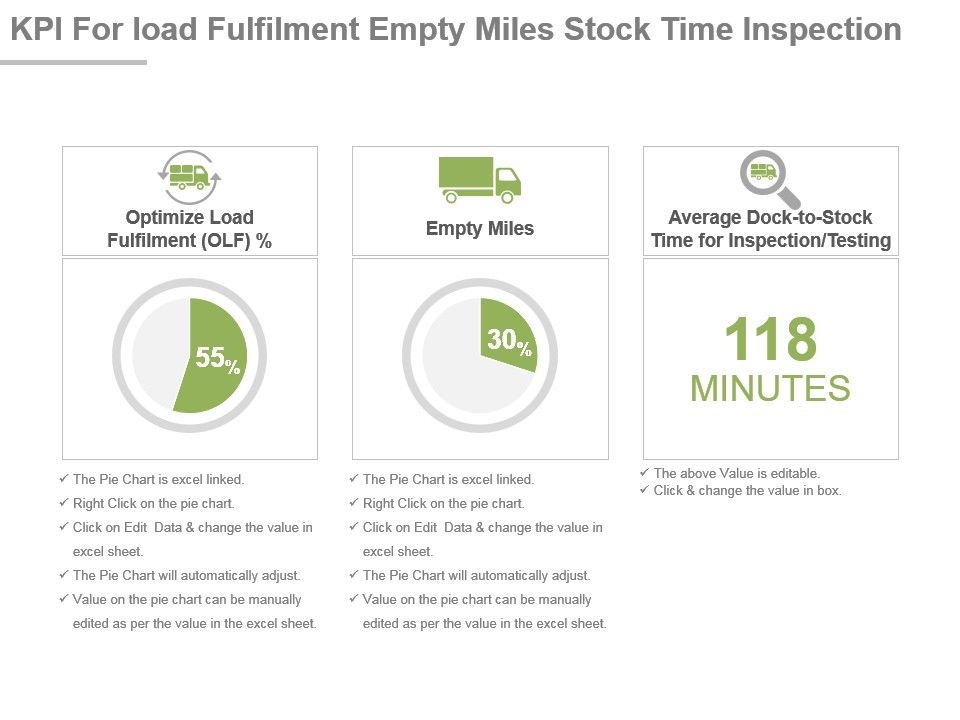 KPI For load Fulfilment Empty Miles Stock Time Inspection
Optimize Load
Fulfilment (OLF) %
55%
✓ The Pie Chart is excel linked.
✓ Right Click on the pie chart.
✓ Click on Edit Data & change the value in
excel sheet.
✓ The Pie Chart will automatically adjust.
✓ Value on the pie chart can be manually
edited as per the value in the excel sheet.
Empty Miles
30%
✓ The Pie Chart is excel linked.
✓ Right Click on the pie chart.
✓ Click on Edit Data & change the value in
excel sheet.
✓ The Pie Chart will automatically adjust.
✓ Value on the pie chart can be manually
edited as per the value in the excel sheet.
Average Dock-to-Stock
Time for Inspection/Testing
118
MINUTES
✓ The above Value is editable.
✓ Click & change the value in box.